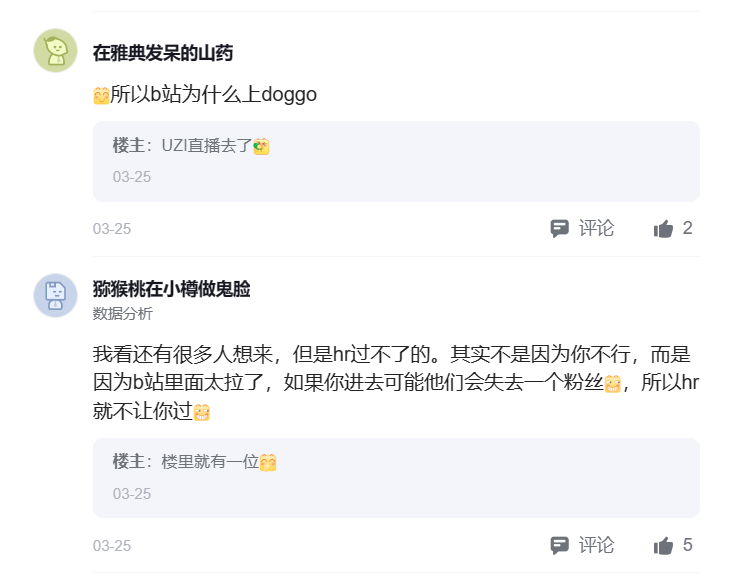 在雅典发呆的山药
所以b站为什么上doggo
楼主：UZI直播去了
03-25
03-25
评论
2
猕猴桃在小樽做鬼脸
数据分析
我看还有很多人想来，但是hr过不了的。其实不是因为你不行，而是
因为b站里面太拉了，如果你进去可能他们会失去一个粉丝，所以hr
就不让你过
楼主：楼里就有一位
03-25
03-25
评论
5